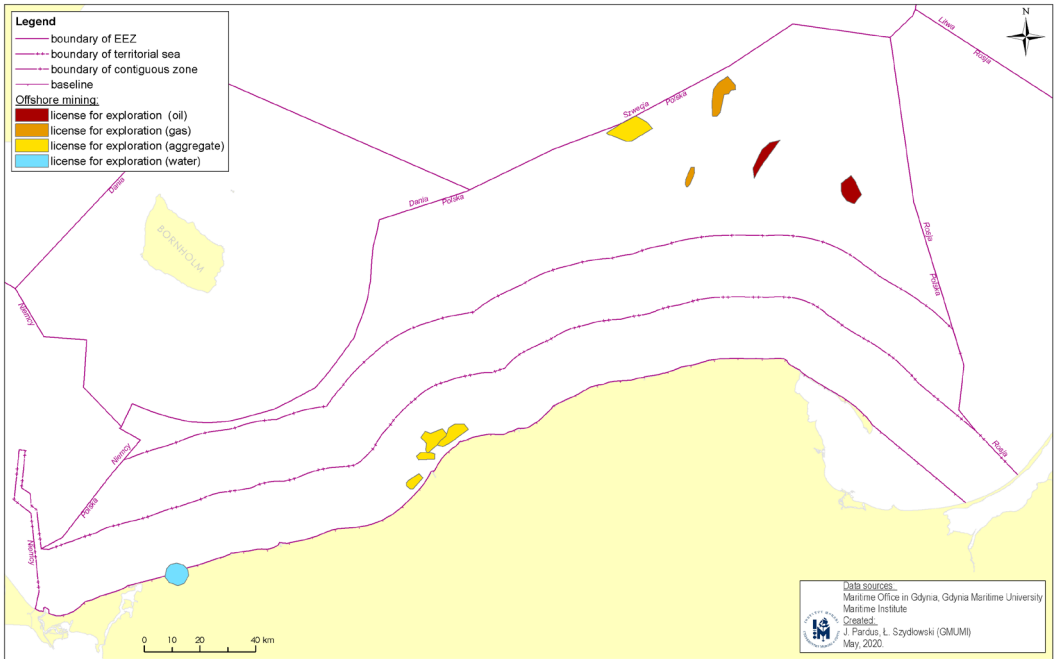 Legend
boundary of EEZ
boundary of territorial sea
boundary of contiguous zone
baseline
Offshore mining:
license for exploration (oil)
license for exploration (gas)
license for exploration (aggregate)
license for exploration (water)
N
Litwa
Rosja
Szwecja
Polska
Dania
Dania
Polska
BORNHOLM
Rosja
Polska
Niemcy
Niemcy
Polska
Rosja
Niemcy
0 10 20 40 km
Data sources:
Maritime Office in Gdynia, Gdynia Maritime University
Maritime Institute
Created:
J. Pardus, Ł. Szydłowski (GMUMI)
May, 2020.